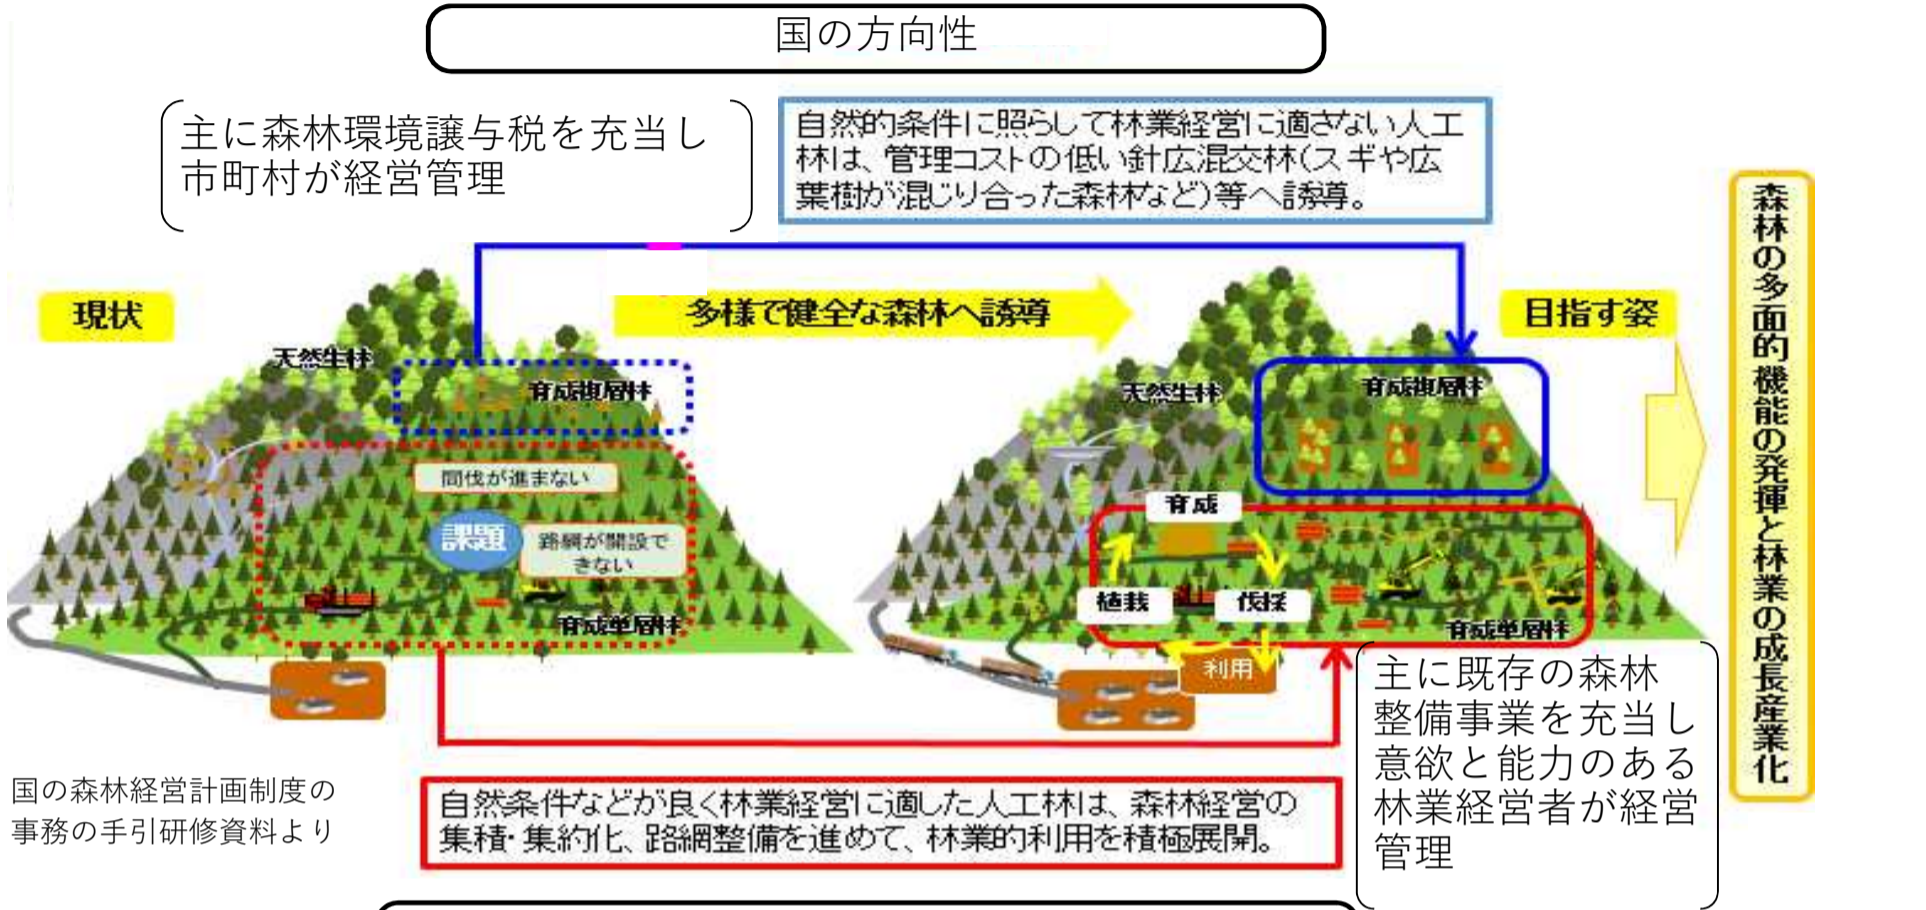 国の方向性
主に森林環境譲与税を充当し
市町村が経営管理
自然的条件に照らして林業経営に適さない人工
林は、管理コストの低い針広混交林(スギや広
葉樹が混じり合った森林など)等へ誘導。
現状
多様で健全な森林へ誘導
目指す姿
森林の多面的機能の発揮と林業の成長産業化
天然生林
育成複層林
間伐が進まない
課題
路網が開設で
きない
育成単層林
天然生林
育成複層林
育成
植栽
伐採
育成単層林
利用
主に既存の森林
整備事業を充当し
意欲と能力のある
林業経営者が経営
管理
国の森林経営計画制度の
事務の手引研修資料より
自然条件などが良く林業経営に適した人工林は、森林経営の
集積・集約化、路網整備を進めて、林業的利用を積極展開。